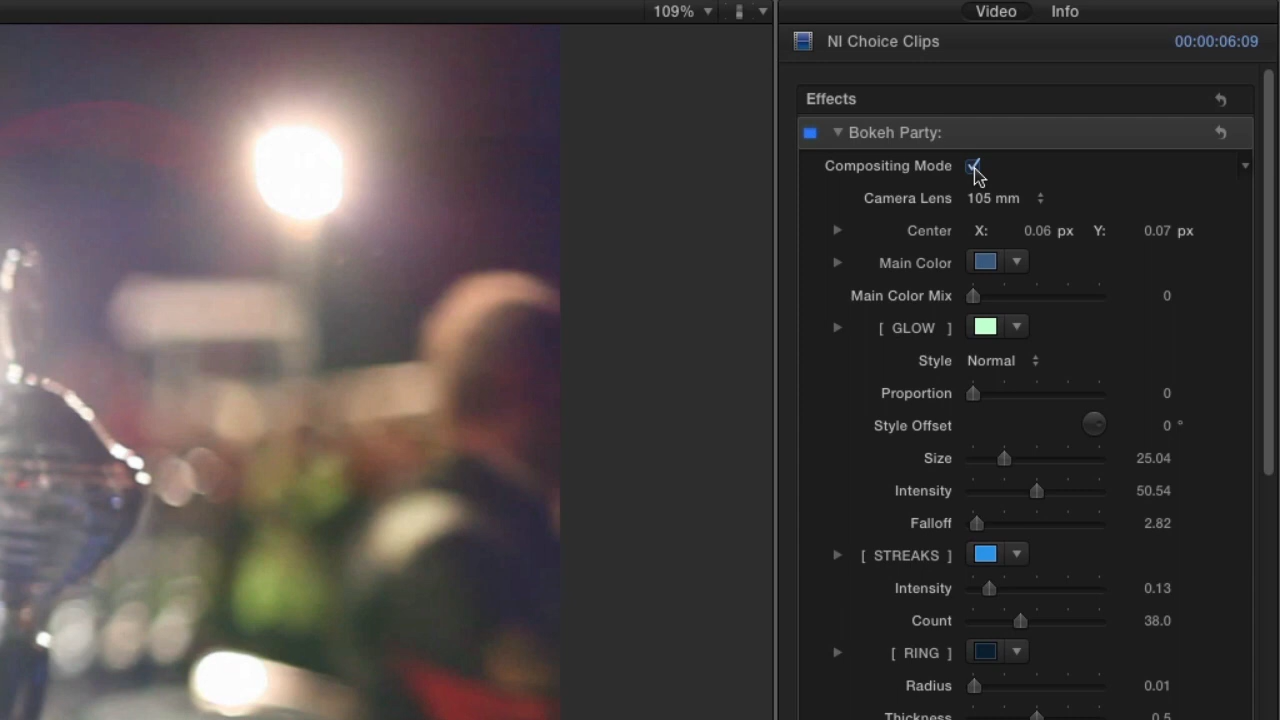 109%
Video Info
NI Choice Clips 00:00:06:09
Effects
Bokeh Party:
Compositing Mode
Camera Lens 105 mm
Center X: 0.06 px Y: 0.07 px
Main Color
Main Color Mix 0
[ GLOW ]
Style Normal
Proportion 0
Style Offset 0 °
Size 25.04
Intensity 50.54
Falloff 2.82
[ STREAKS ]
Intensity 0.13
Count 38.0
[ RING ]
Radius 0.01
Thickness 0.5